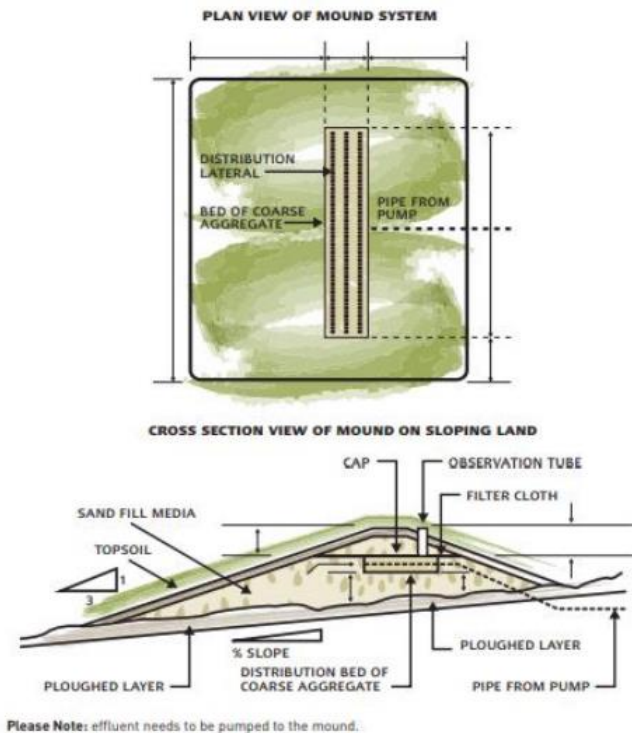 PLAN VIEW OF MOUND SYSTEM
DISTRIBUTION
LATERAL
BED OF COARSE
AGGREGATE
PIPE FROM
PUMP
CROSS SECTION VIEW OF MOUND ON SLOPING LAND
CAP
OBSERVATION TUBE
FILTER CLOTH
SAND FILL MEDIA
TOPSOIL
1
3
% SLOPE
PLOUGHED LAYER
PLOUGHED LAYER
DISTRIBUTION BED OF
COARSE AGGREGATE
PIPE FROM PUMP
Please Note: effluent needs to be pumped to the mound.